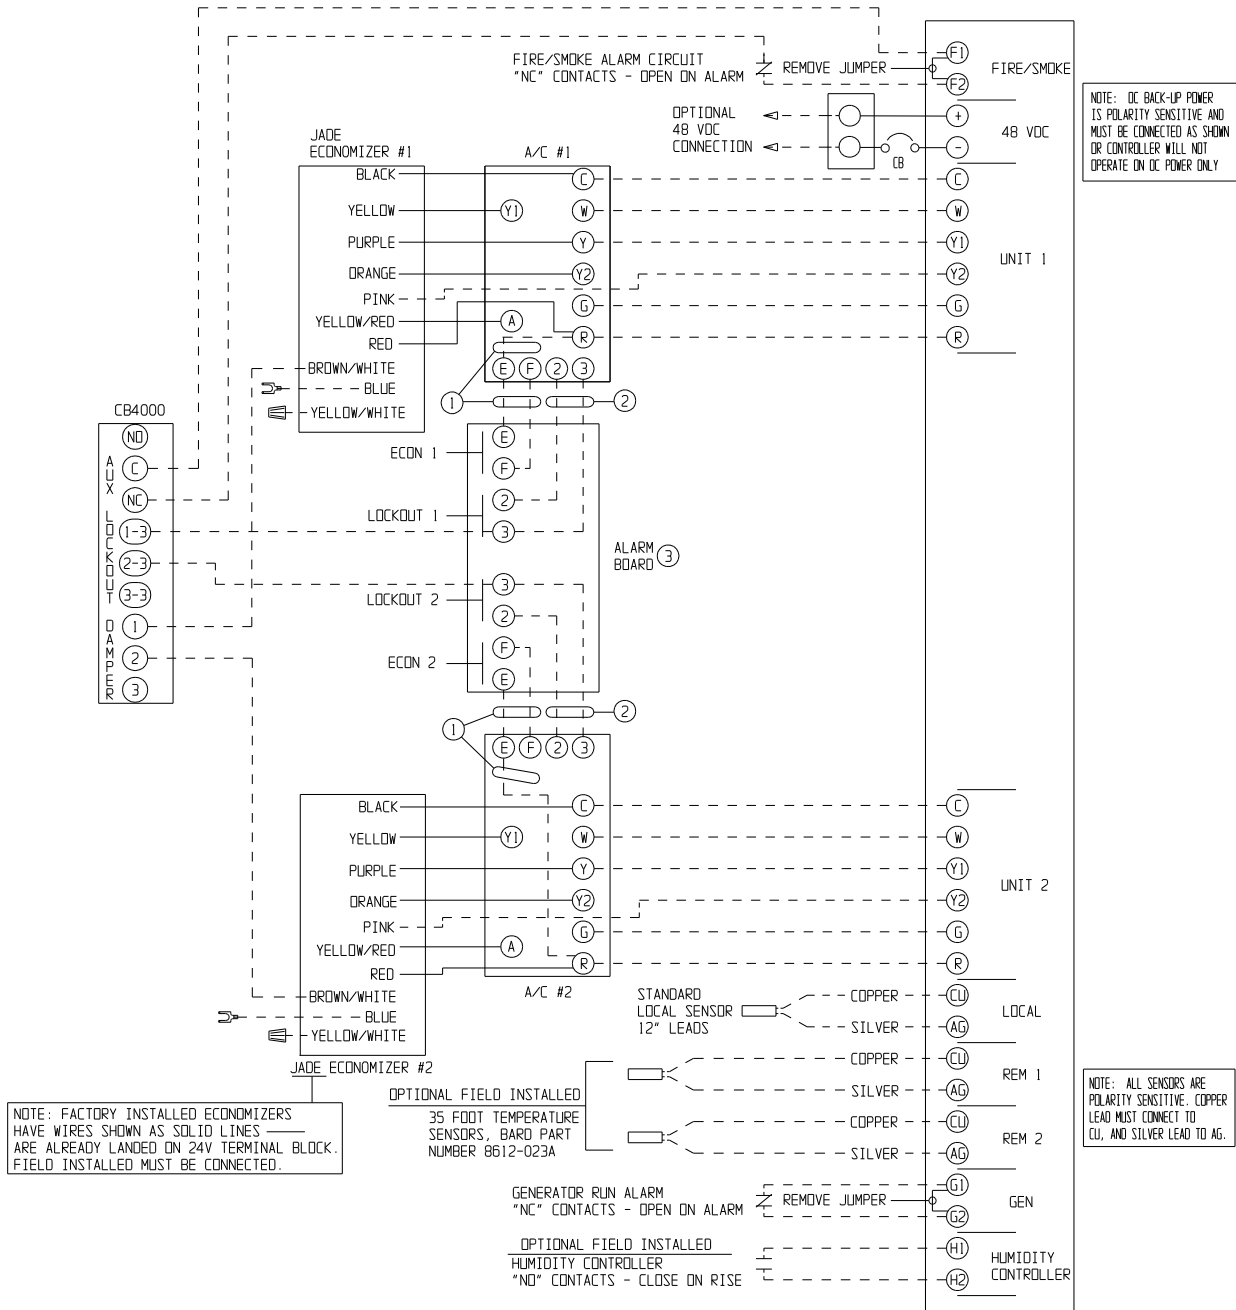 FIRE/SMOKE ALARM CIRCUIT
"NC" CONTACTS - OPEN ON ALARM
REMOVE JUMPER
F1
F2
FIRE/SMOKE
OPTIONAL
48 VDC
CONNECTION
CB
+
-
48 VDC
NOTE: DC BACK-UP POWER
IS POLARITY SENSITIVE AND
MUST BE CONNECTED AS SHOWN
OR CONTROLLER WILL NOT
OPERATE ON DC POWER ONLY
JADE
ECONOMIZER #1
BLACK
YELLOW
PURPLE
ORANGE
PINK
YELLOW/RED
RED
BROWN/WHITE
BLUE
YELLOW/WHITE
A/C #1
C
Y1
W
Y
Y2
G
A
R
E
F
2
3
C
W
Y1
Y2
G
R
UNIT 1
1
2
CB4000
NO
C
NC
1-3
2-3
3-3
1
2
3
AUX
LOCKOUT
DAMPER
ECON 1
E
F
LOCKOUT 1
2
3
ALARM
BOARD
3
LOCKOUT 2
3
2
ECON 2
F
E
1
2
E
F
2
3
C
Y1
W
Y
Y2
G
A
R
A/C #2
BLACK
YELLOW
PURPLE
ORANGE
PINK
YELLOW/RED
RED
BROWN/WHITE
BLUE
YELLOW/WHITE
JADE ECONOMIZER #2
C
W
Y1
Y2
G
R
UNIT 2
NOTE: FACTORY INSTALLED ECONOMIZERS
HAVE WIRES SHOWN AS SOLID LINES
ARE ALREADY LANDED ON 24V TERMINAL BLOCK.
FIELD INSTALLED MUST BE CONNECTED.
STANDARD
LOCAL SENSOR
12" LEADS
COPPER
SILVER
CU
AG
LOCAL
OPTIONAL FIELD INSTALLED
35 FOOT TEMPERATURE
SENSORS, BARD PART
NUMBER 8612-023A
COPPER
SILVER
CU
AG
REM 1
COPPER
SILVER
CU
AG
REM 2
NOTE: ALL SENSORS ARE
POLARITY SENSITIVE. COPPER
LEAD MUST CONNECT TO
CU, AND SILVER LEAD TO AG.
GENERATOR RUN ALARM
"NC" CONTACTS - OPEN ON ALARM
REMOVE JUMPER
G1
G2
GEN
OPTIONAL FIELD INSTALLED
HUMIDITY CONTROLLER
"NO" CONTACTS - CLOSE ON RISE
H1
H2
HUMIDITY
CONTROLLER